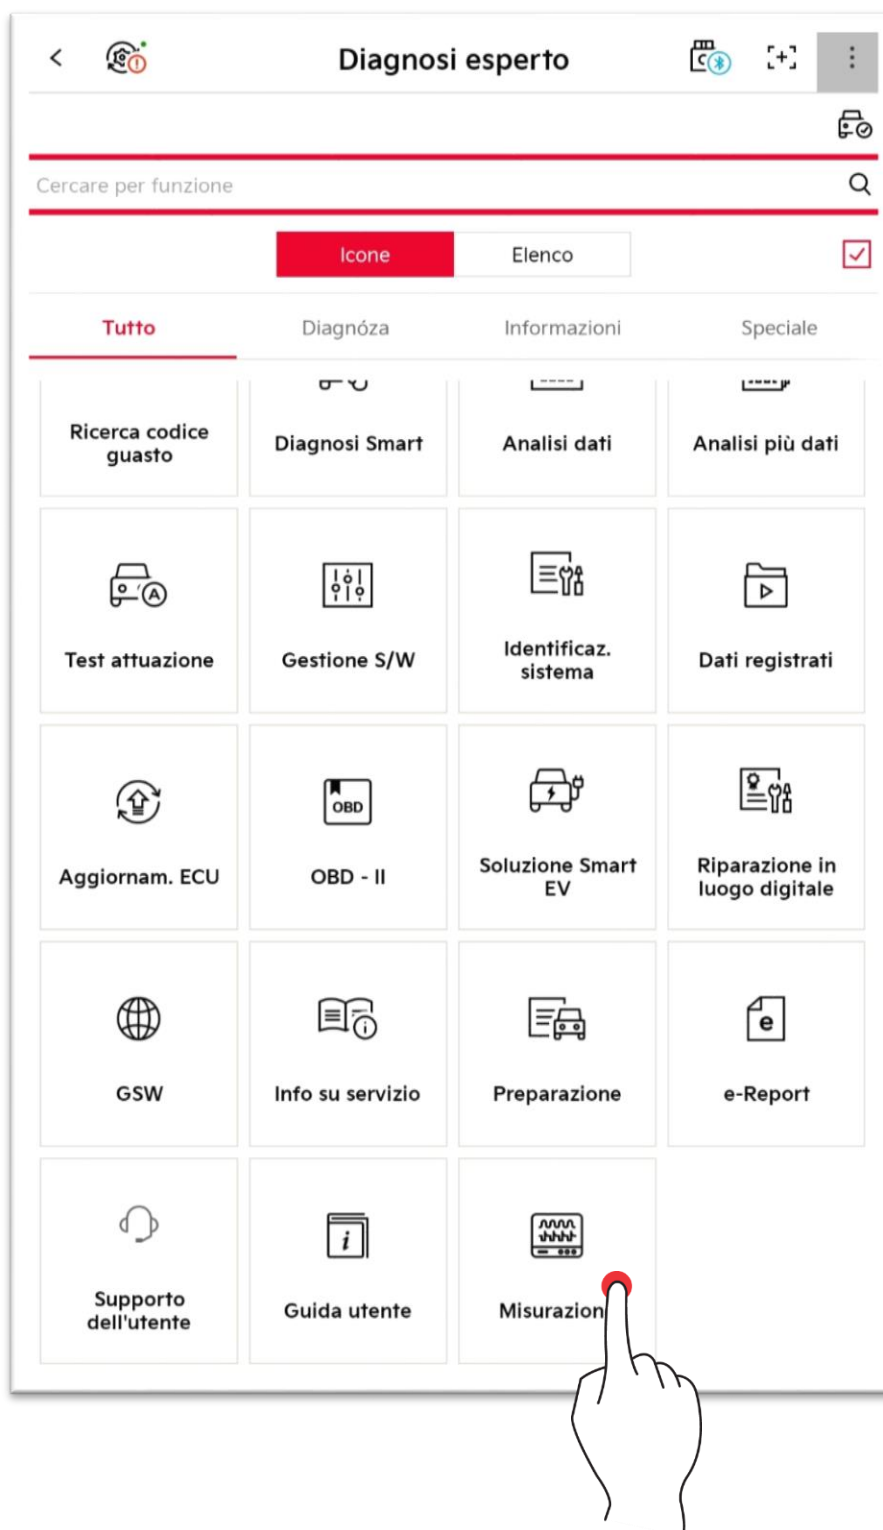 Diagnosi esperto
Cercare per funzione
Icone
Elenco
Tutto
Diagnóza
Informazioni
Speciale
Ricerca codice
guasto
Diagnosi Smart
Analisi dati
Analisi più dati
Test attuazione
Gestione S/W
Identificaz.
sistema
Dati registrati
Aggiornam. ECU
OBD
OBD - II
Soluzione Smart
EV
Riparazione in
luogo digitale
GSW
Info su servizio
Preparazione
e-Report
Supporto
dell'utente
Guida utente
Misurazion